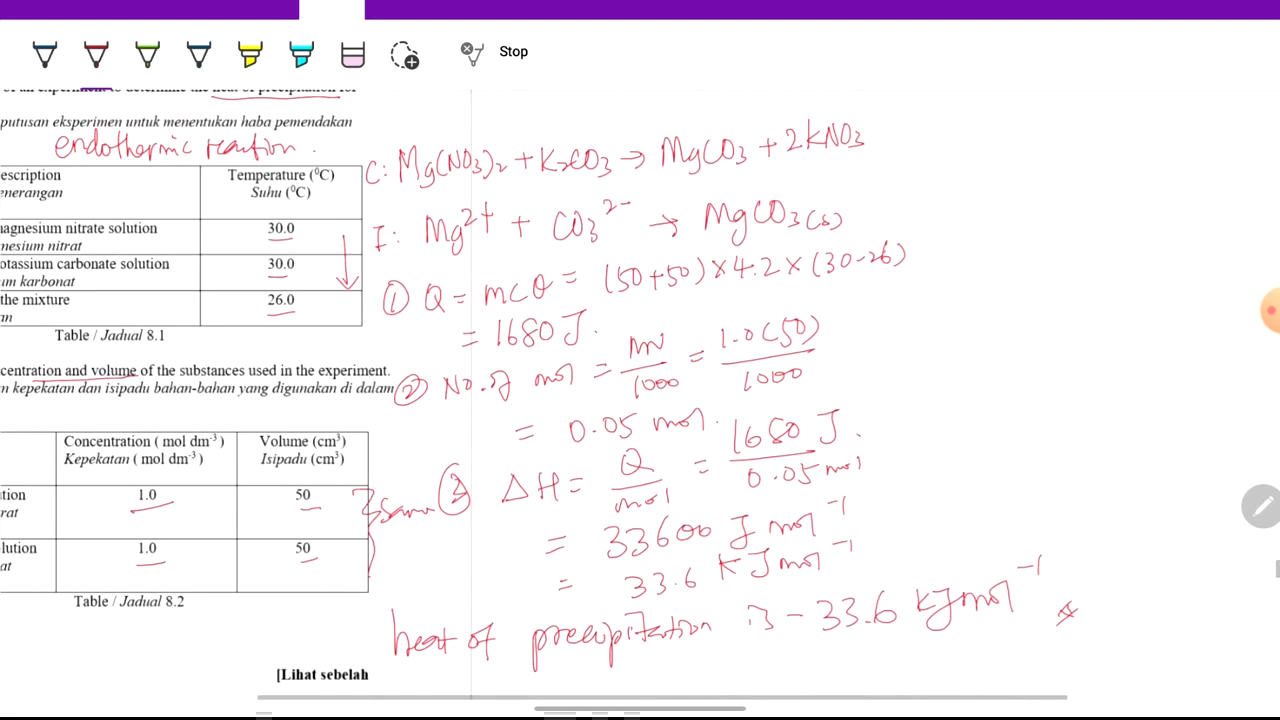 Stop
of an experiment to determine the heat of precipitation for
putusan eksperimen untuk menentukan haba pemendakan
endothermic reaction.
escription
Temperature (⁰C)
nerangan
Suhu (⁰C)
nagnesium nitrate solution
30.0
nesium nitrat
otassium carbonate solution
30.0
um karbonat
the mixture
26.0
ın
Table / Jadual 8.1
centration and volume of the substances used in the experiment.
n kepekatan dan isipadu bahan-bahan yang digunakan di dalam
Concentration ( mol dm⁻³ )
Volume (cm³)
Kepekatan ( mol dm⁻³ )
Isipadu (cm³)
tion
1.0
50
rat
same
lution
1.0
50
at
Table / Jadual 8.2
[Lihat sebelah
C: Mg(NO3)2 + K2CO3 → MgCO3 + 2KNO3
I: Mg²⁺ + CO3²⁻ → MgCO3(s)
① Q = mcθ = (50+50) × 4.2 × (30-26)
= 1680 J.
② No. of mol = MV/1000 = 1.0(50)/1000
= 0.05 mol.
③ ΔH = Q/mol = 1680 J/0.05 mol
= 33600 J mol⁻¹
= 33.6 KJ mol⁻¹
heat of precipitation is - 33.6 kJ mol⁻¹